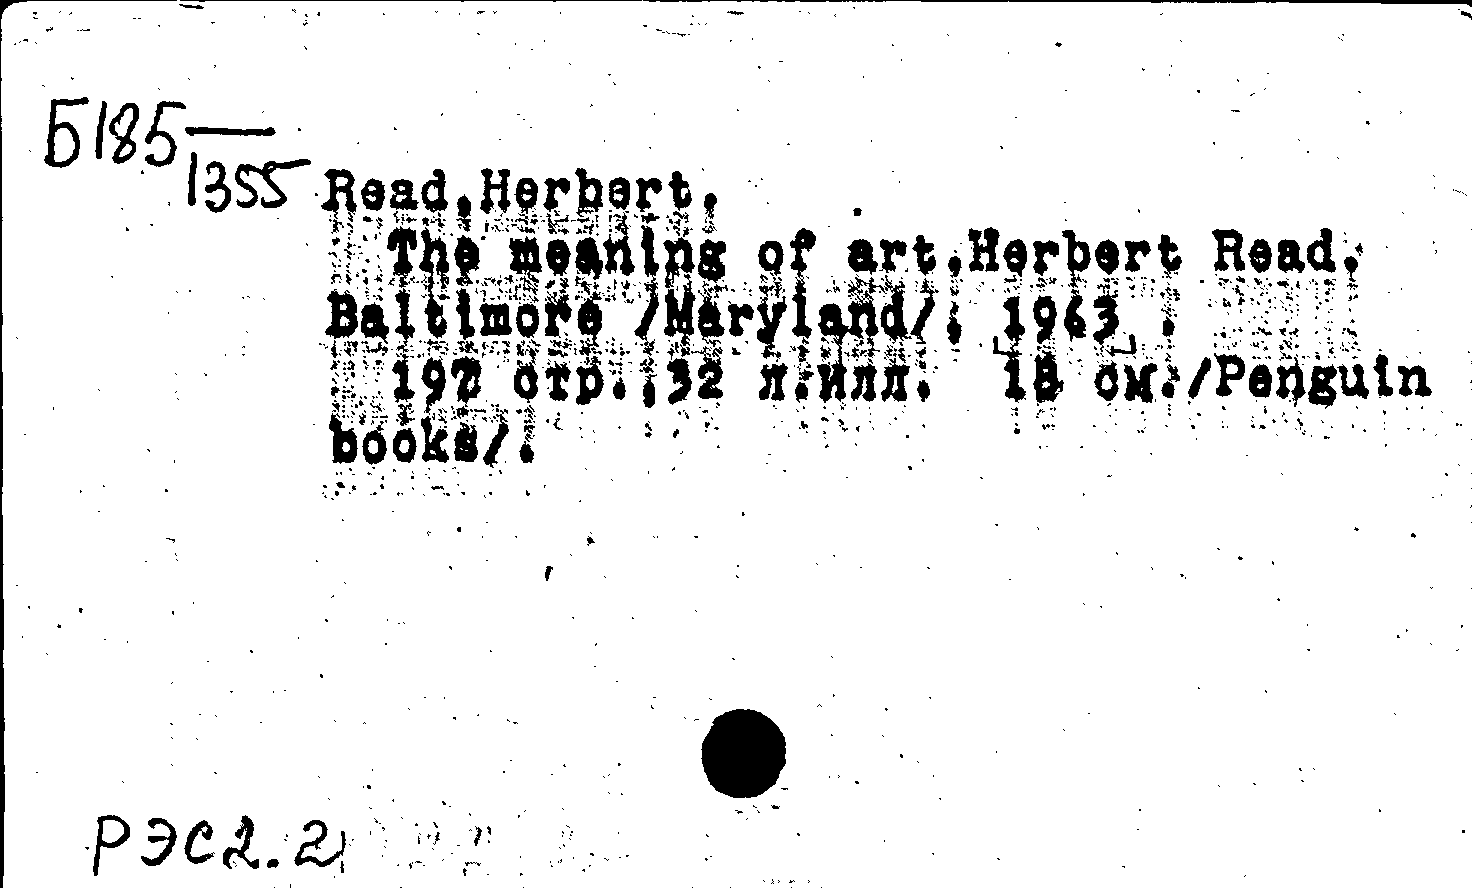 Б185—
1355
Read,Herbert.
The meaning of art.Herbert Read.
Baltimore /Maryland/, 1963 .
стр.,32 л.илл. 18 см./Penguin
books/.
РЭС2.2